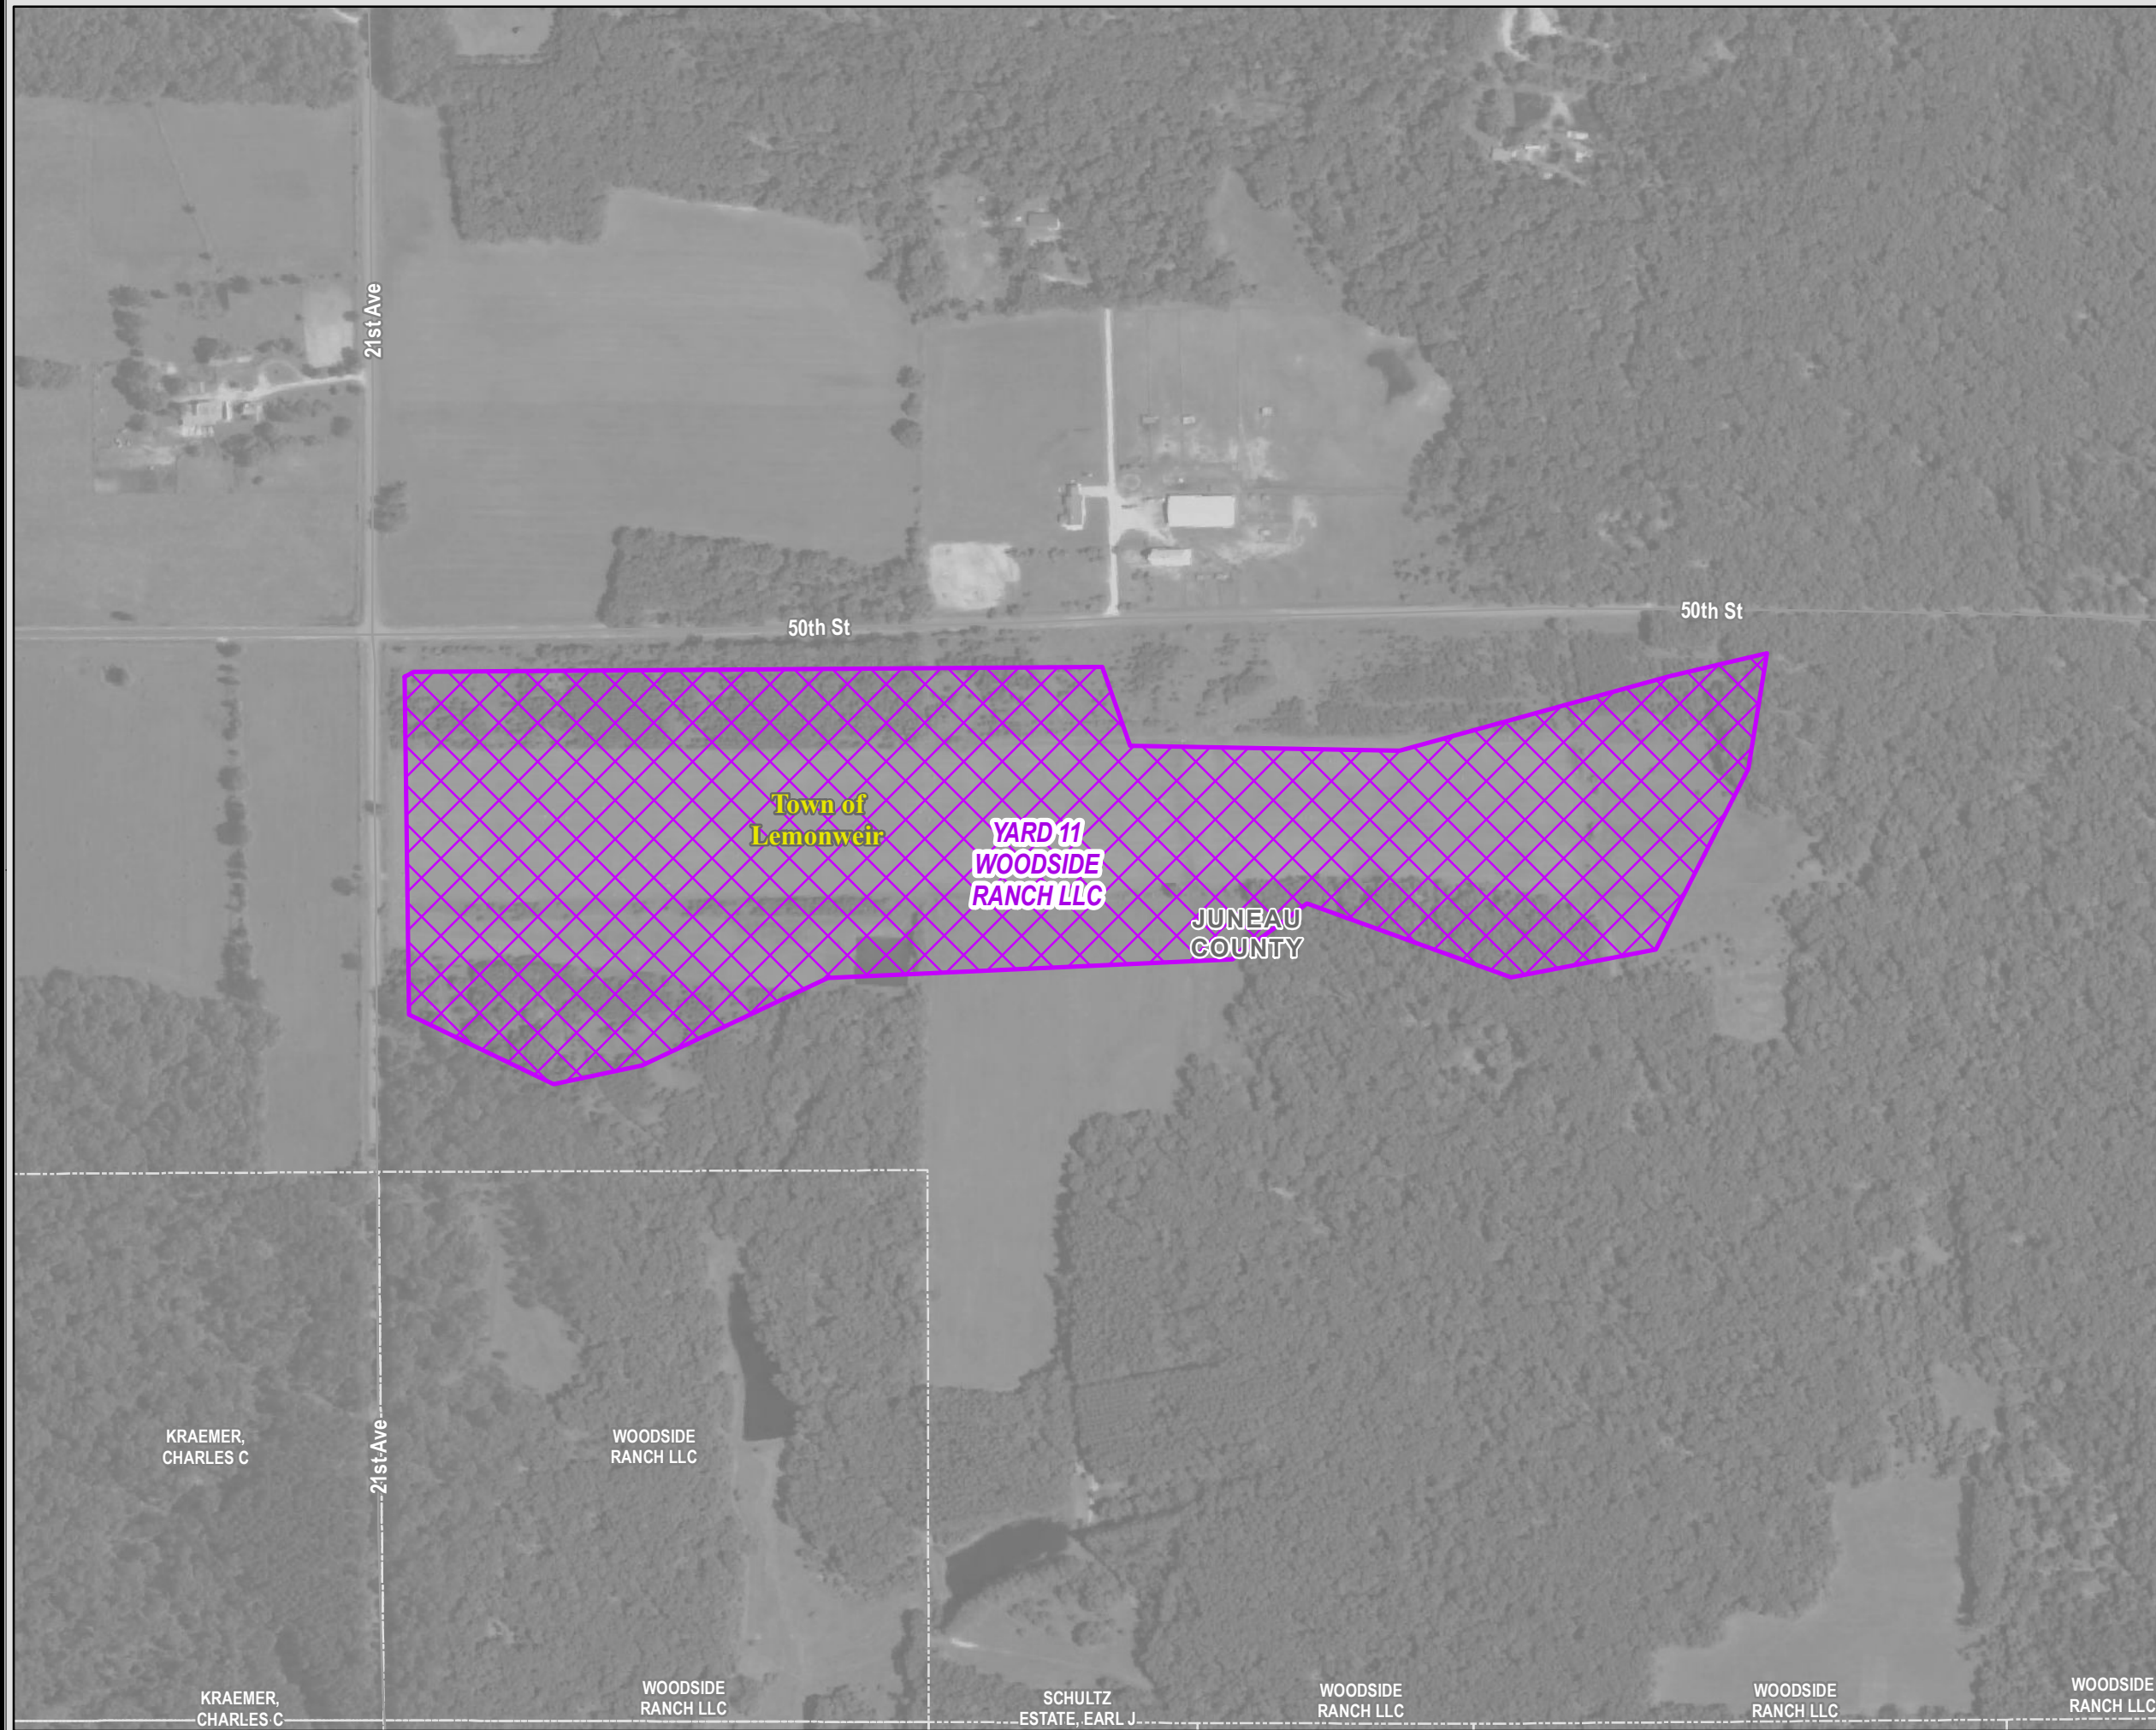 21st Ave
50th St
50th St
Town of
Lemonweir
YARD 11
WOODSIDE
RANCH LLC
JUNEAU
COUNTY
KRAEMER,
CHARLES C
21st Ave
WOODSIDE
RANCH LLC
KRAEMER,
CHARLES C
WOODSIDE
RANCH LLC
SCHULTZ
ESTATE, EARL J
WOODSIDE
RANCH LLC
WOODSIDE
RANCH LLC
WOODSIDE
RANCH LLC